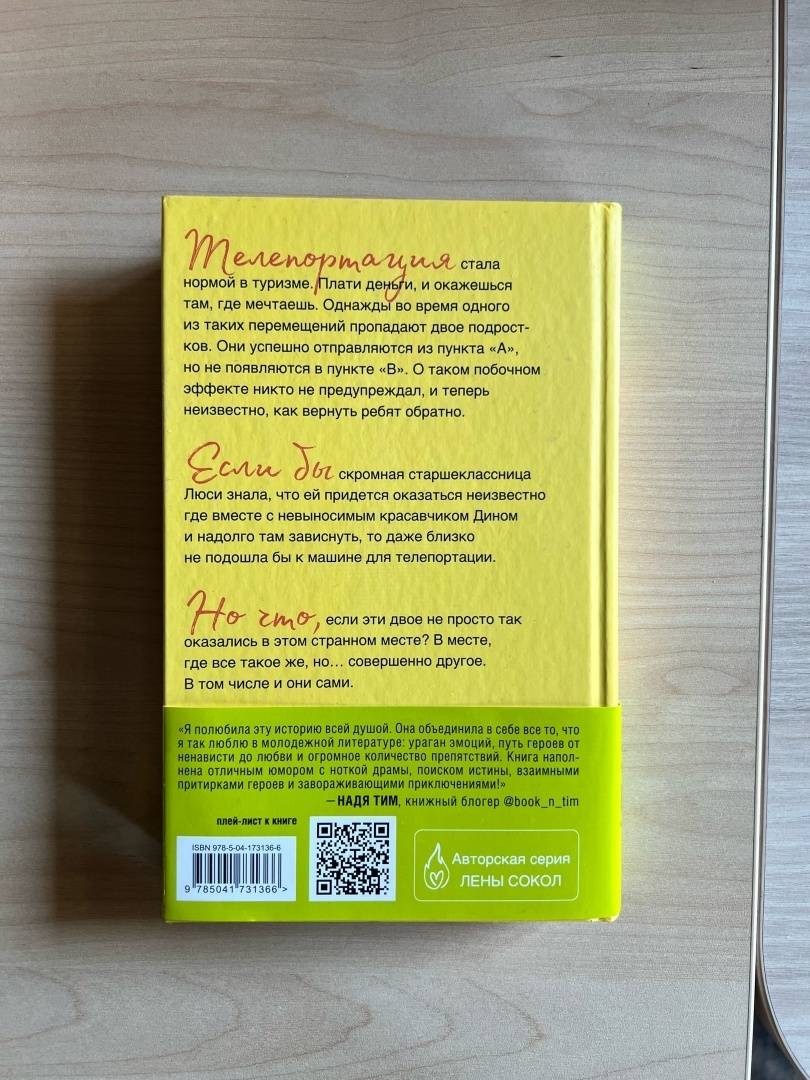 Телепортация стала
нормой в туризме. Плати деньги, и окажешься
там, где мечтаешь. Однажды во время одного
из таких перемещений пропадают двое подрост-
ков. Они успешно отправляются из пункта «А»,
но не появляются в пункте «В». О таком побочном
эффекте никто не предупреждал, и теперь
неизвестно, как вернуть ребят обратно.
Если бы скромная старшеклассница
Люси знала, что ей придется оказаться неизвестно
где вместе с невыносимым красавчиком Дином
и надолго там зависнуть, то даже близко
не подошла бы к машине для телепортации.
Но что, если эти двое не просто так
оказались в этом странном месте? В месте,
где все такое же, но... совершенно другое.
В том числе и они сами.
«Я полюбила эту историю всей душой. Она объединила в себе все то, что
я так люблю в молодежной литературе: ураган эмоций, путь героев от
ненависти до любви и огромное количество препятствий. Книга напол-
нена отличным юмором с ноткой драмы, поиском истины, взаимными
притирками героев и завораживающими приключениями!»
— НАДЯ ТИМ, книжный блогер @book_n_tim
плей-лист к книге
ISBN 978-5-04-173136-6
9 785041 731366 >
Авторская серия
ЛЕНЫ СОКОЛ